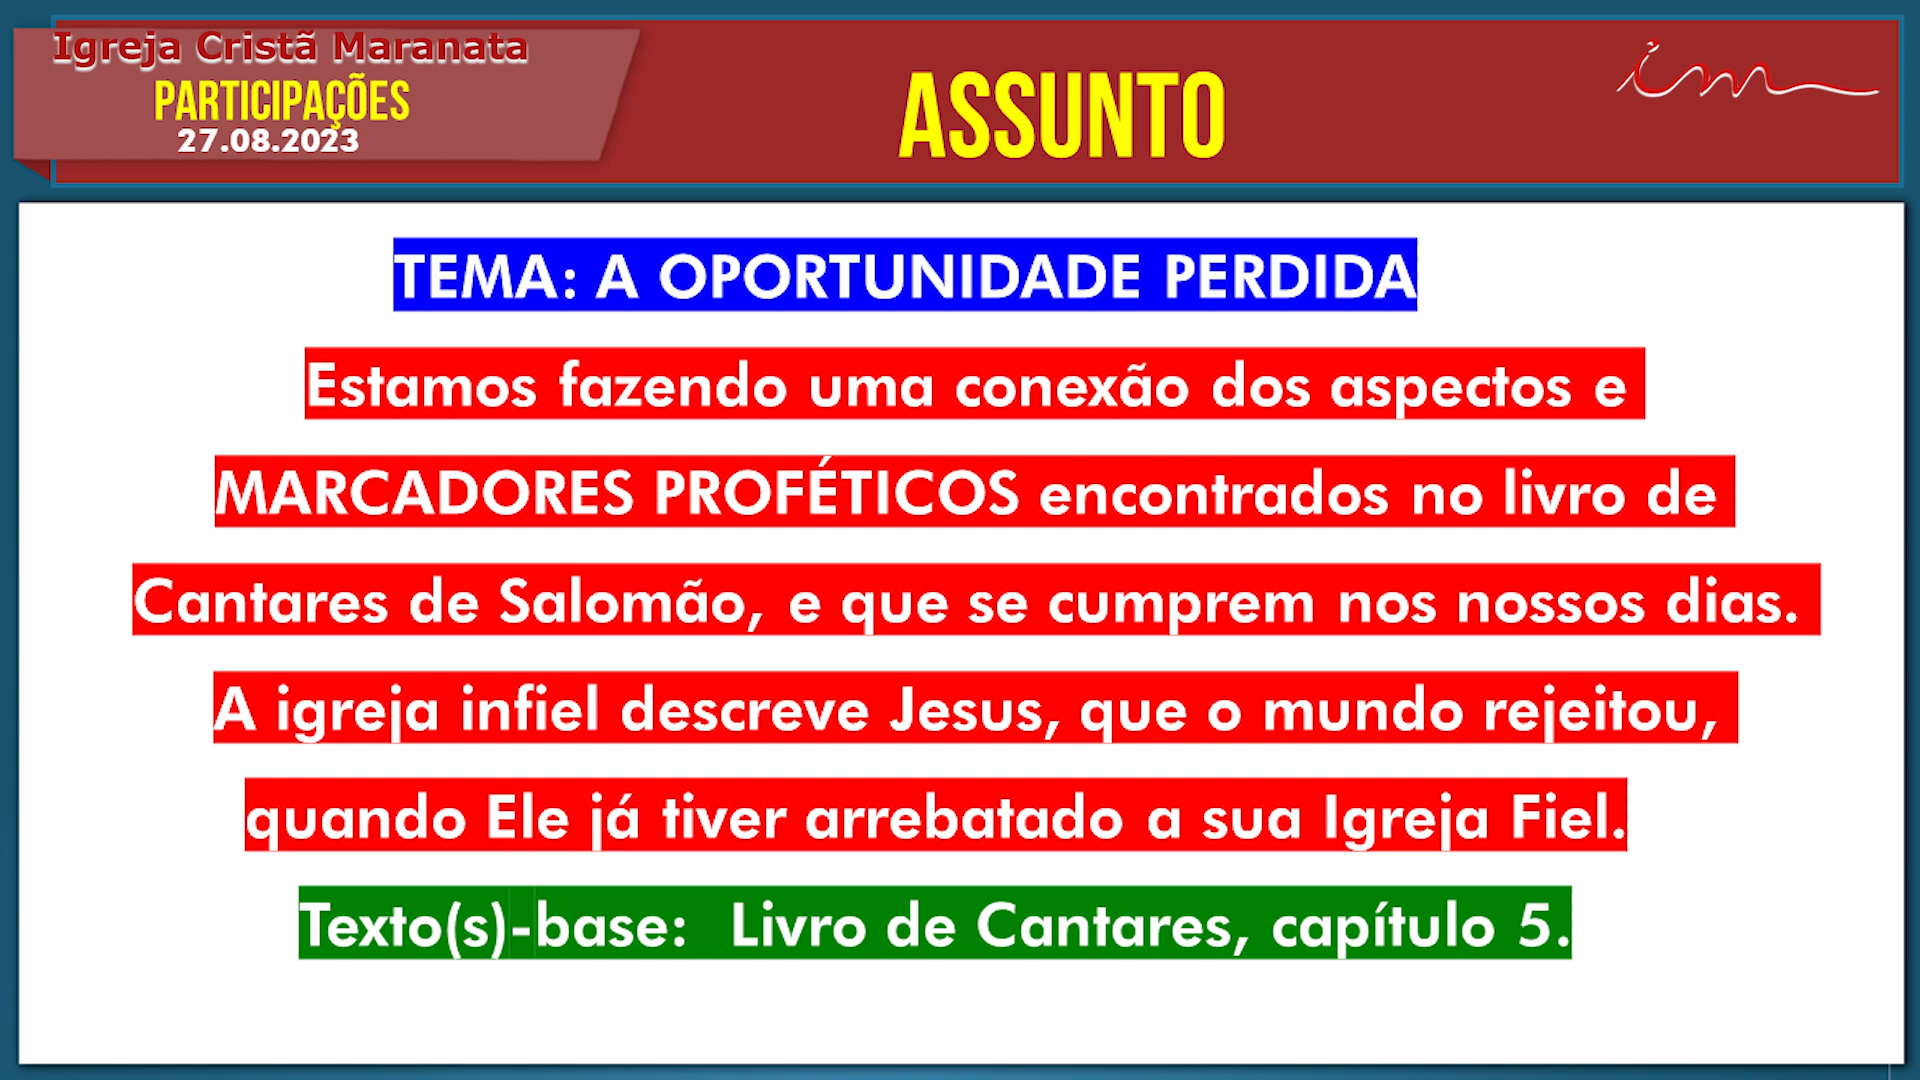 Igreja Cristã Maranata
PARTICIPAÇÕES
27.08.2023
ASSUNTO
im
TEMA: A OPORTUNIDADE PERDIDA
Estamos fazendo uma conexão dos aspectos e
MARCADORES PROFÉTICOS encontrados no livro de
Cantares de Salomão, e que se cumprem nos nossos dias.
A igreja infiel descreve Jesus, que o mundo rejeitou,
quando Ele já tiver arrebatado a sua Igreja Fiel.
Texto(s)-base: Livro de Cantares, capítulo 5.